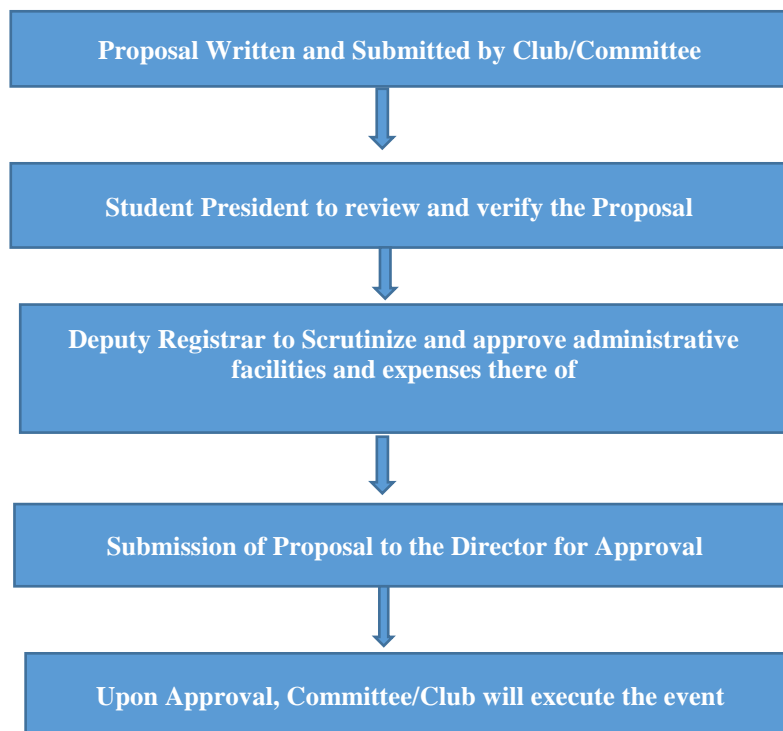 Proposal Written and Submitted by Club/Committee
Student President to review and verify the Proposal
Deputy Registrar to Scrutinize and approve administrative
facilities and expenses there of
Submission of Proposal to the Director for Approval
Upon Approval, Committee/Club will execute the event